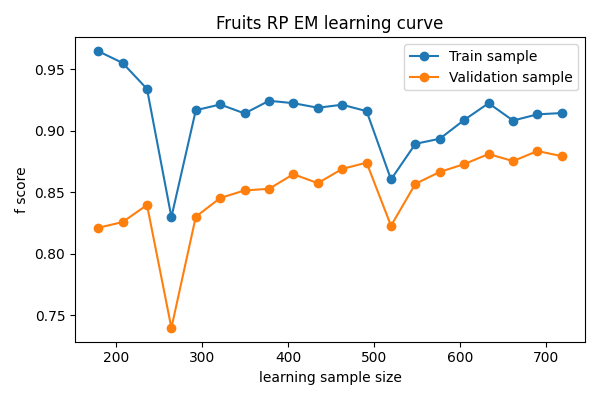 Fruits RP EM learning curve
Train sample
Validation sample
f score
0.95
0.90
0.85
0.80
0.75
200 300 400 500 600 700
learning sample size